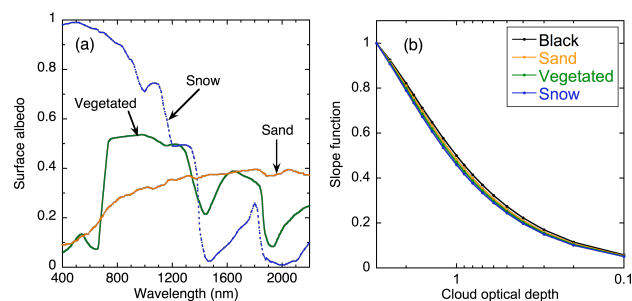 (a)
Vegetated
Snow
Sand
Surface albedo
1
0.8
0.6
0.4
0.2
0
400 800 1200 1600 2000
Wavelength (nm)
(b)
Black
Sand
Vegetated
Snow
Slope function
1
0.8
0.6
0.4
0.2
0
1 0.1
Cloud optical depth